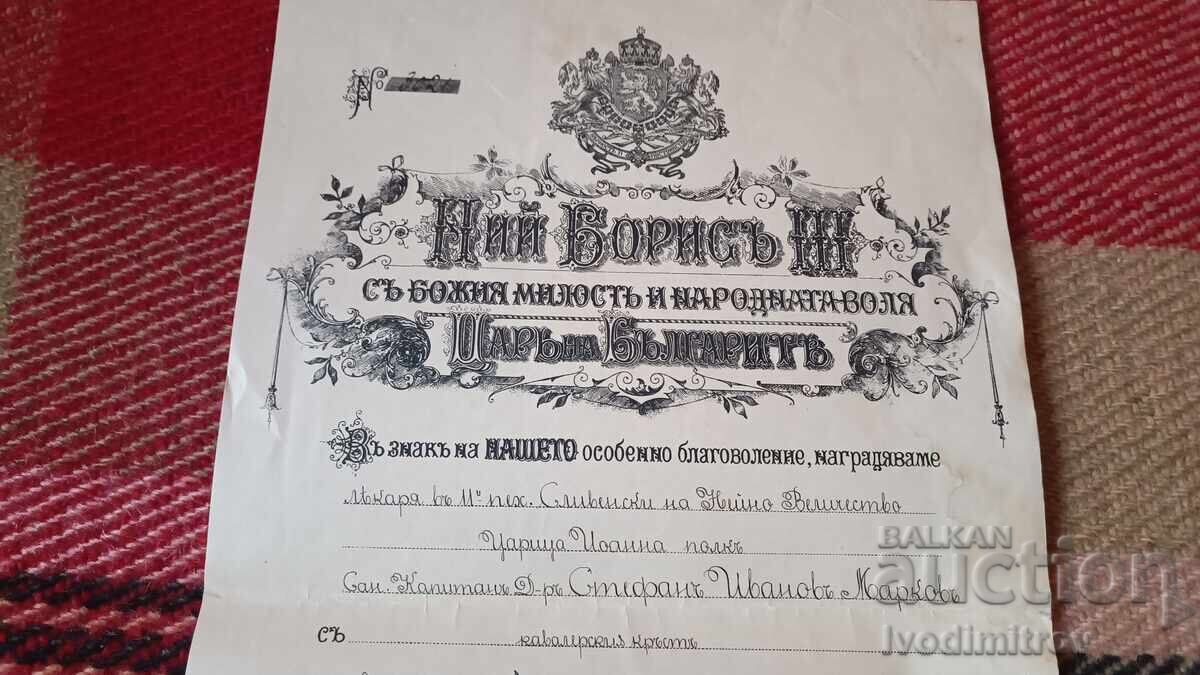 №
Ний Борисъ III
съ Божия милость и народната воля
Царь на Българитѣ
Въ знакъ на НАШЕТО особенно благоволение, награждаваме
Лѣкаря въ 11й пех. Сливенски на Нейно Величество
Царица Иоанна полкъ
Сан. Капитанъ Д-ръ Стефанъ Ивановъ Марковъ
съ кавалерския кръстъ
BALKAN
auction
Ivodimitrov